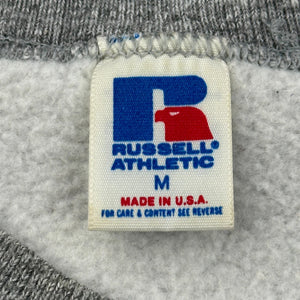 RUSSELL®
ATHLETIC
M
MADE IN U.S.A.
FOR CARE & CONTENT SEE REVERSE